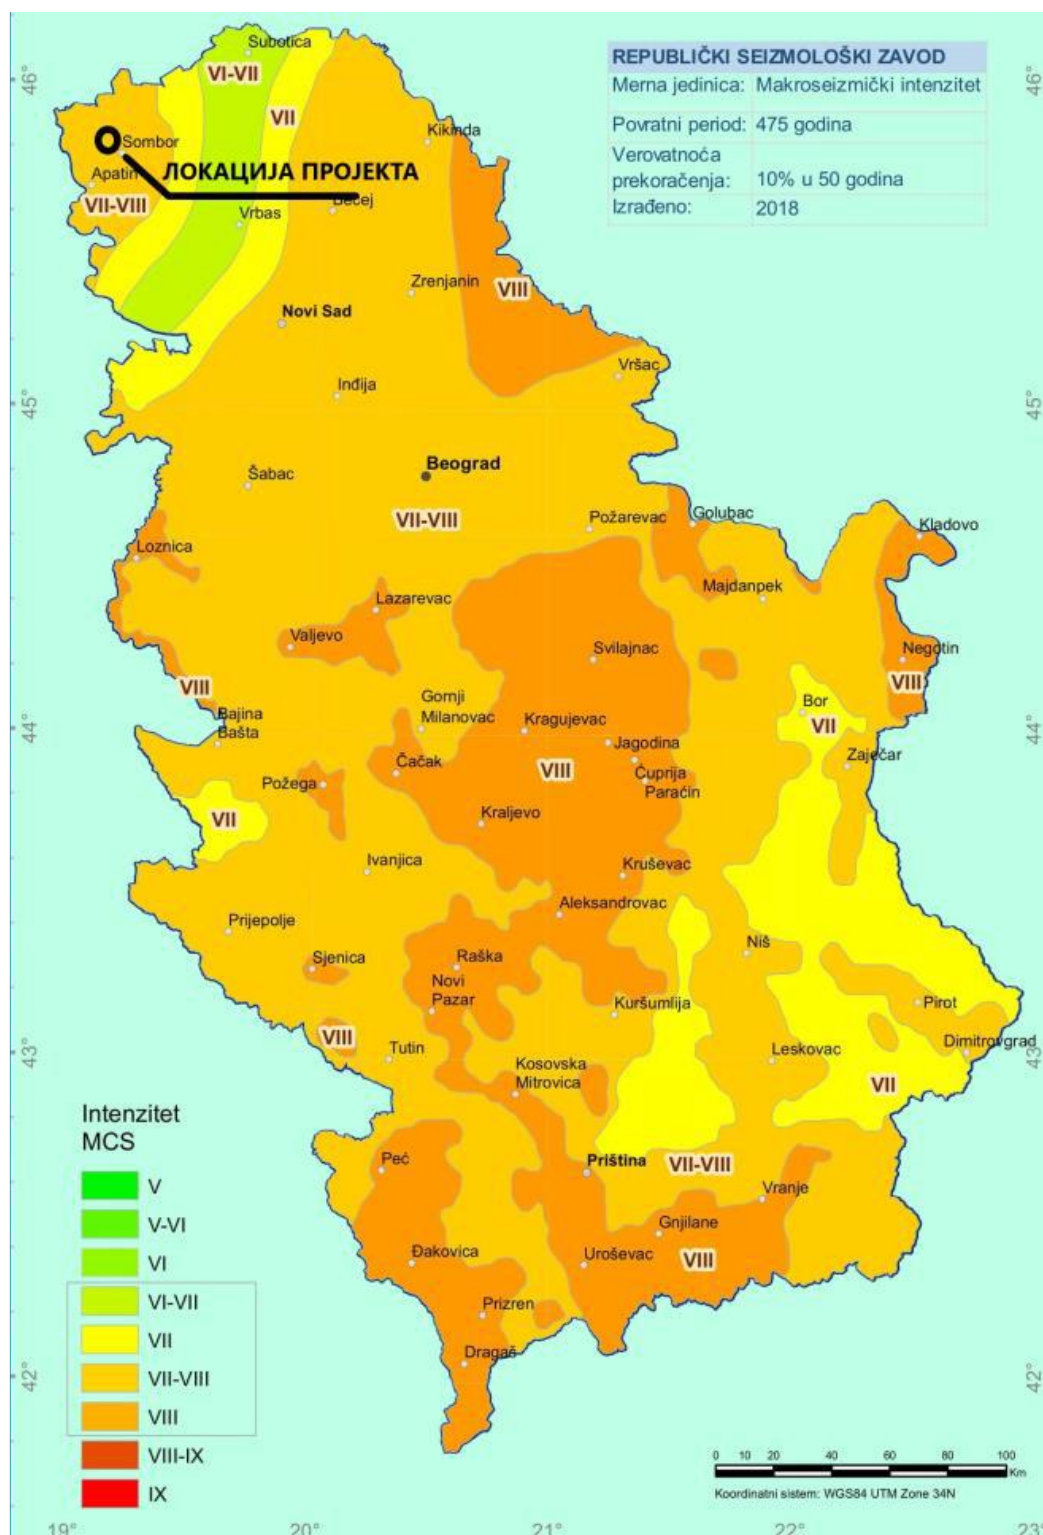 Subotica
46°
46°
REPUBLIČKI SEIZMOLOŠKI ZAVOD
Merna jedinica: Makroseizmički intenzitet
Povratni period: 475 godina
Verovatnoća
prekoračenja: 10% u 50 godina
Izrađeno: 2018
VI-VII
VII
Kikinda
Sombor
ЛОКАЦИЈА ПРОЈЕКТА
Apatin
VII-VIII
Bečej
Vrbas
Zrenjanin
VIII
Novi Sad
Vršac
Inđija
45°
45°
Beograd
Šabac
VII-VIII
Požarevac
Golubac
Kladovo
Loznica
Majdanpek
Lazarevac
Valjevo
Svilajnac
Negotin
VIII
VIII
Gornji
Milanovac
Bor
Bajina
Bašta
Kragujevac
VII
44°
44°
Jagodina
Zaječar
Čačak
VIII
Ćuprija
Požega
Paraćin
VII
Kraljevo
Ivanjica
Kruševac
Aleksandrovac
Prijepolje
Niš
Sjenica
Raška
Novi
Pazar
Kuršumlija
Pirot
VIII
Tutin
Leskovac
Dimitrovgrad
43°
43°
Kosovska
Mitrovica
VII
Intenzitet
MCS
Peć
Priština
VII-VIII
V
Vranje
V-VI
Gnjilane
VI
Đakovica
Uroševac
VIII
VI-VII
Prizren
VII
Dragaš
42°
42°
VII-VIII
VIII
VIII-IX
IX
0 10 20 40 60 80 100
Km
Koordinatni sistem: WGS84 UTM Zone 34N
19°
20°
21°
22°
23°